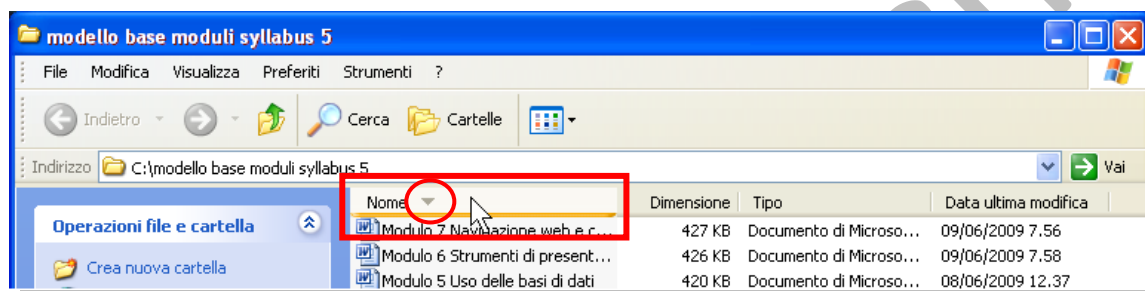 modello base moduli syllabus 5
File Modifica Visualizza Preferiti Strumenti ?
Indietro Cerca Cartelle
Indirizzo C:\modello base moduli syllabus 5 Vai
Nome Dimensione Tipo Data ultima modifica
Operazioni file e cartella
Modulo 7 Navigazione web e c... 427 KB Documento di Microso... 09/06/2009 7.56
Modulo 6 Strumenti di present... 426 KB Documento di Microso... 09/06/2009 7.58
Crea nuova cartella
Modulo 5 Uso delle basi di dati 420 KB Documento di Microso... 08/06/2009 12.37